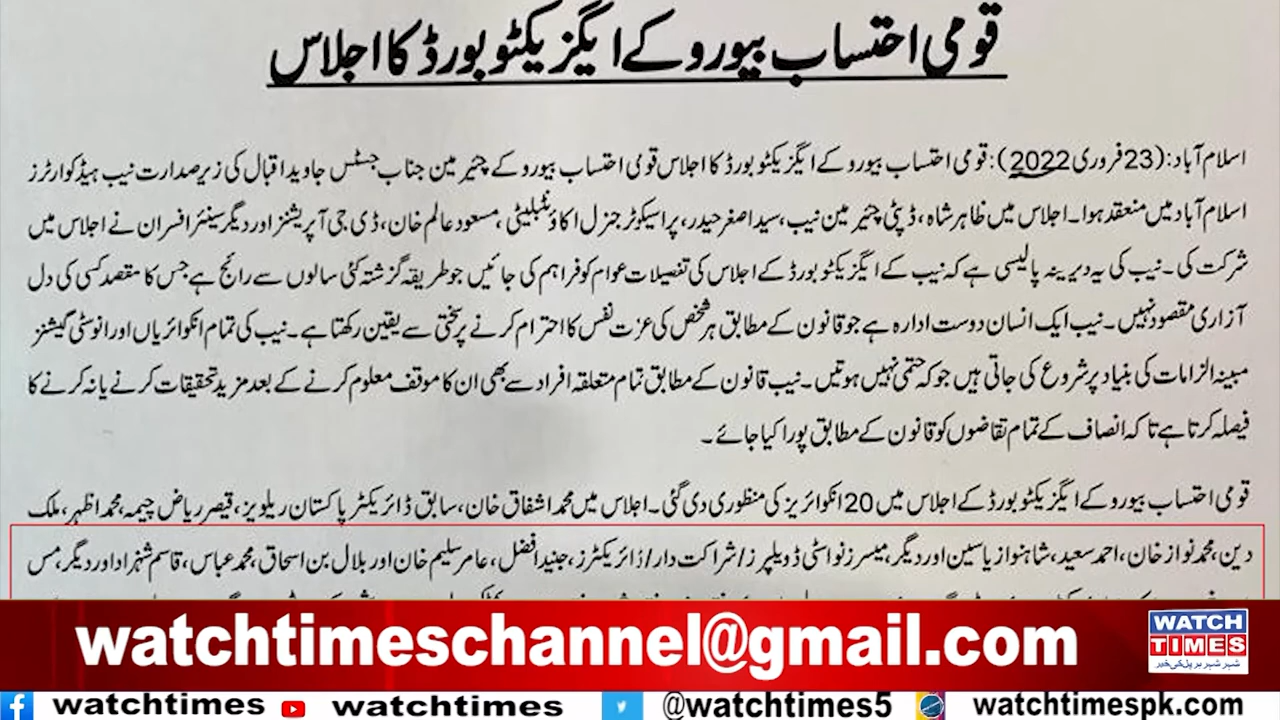 قومی احتساب بیورو کے ایگزیکٹو بورڈ کا اجلاس
اسلام آباد: (23 فروری 2022): قومی احتساب بیورو کے ایگزیکٹو بورڈ کا اجلاس قومی احتساب بیورو کے چیئرمین جناب جسٹس جاوید اقبال کی زیر صدارت نیب ہیڈکوارٹرز
اسلام آباد میں منعقد ہوا۔ اجلاس میں ظاہر شاہ، ڈپٹی چیئرمین نیب، سید اصغر حیدر، پراسیکوٹر جنرل اکاؤنٹبلیٹی، مسعود عالم خان، ڈی جی آپریشنز اور دیگر سینئر افسران نے اجلاس میں
شرکت کی۔ نیب کی یہ دیرینہ پالیسی ہے کہ نیب کے ایگزیکٹو بورڈ کے اجلاس کی تفصیلات عوام کو فراہم کی جائیں جو طریقہ گزشتہ کئی سالوں سے رائج ہے جس کا مقصد کسی کی دل
آزاری مقصود نہیں۔ نیب ایک انسان دوست ادارہ ہے جو قانون کے مطابق ہر شخص کی عزت نفس کا احترام کرنے پر سختی سے یقین رکھتا ہے۔ نیب کی تمام انکوائریاں اور انوسٹی گیشنز
مبینہ الزامات کی بنیاد پر شروع کی جاتی ہیں جو کہ حتمی نہیں ہوتیں۔ نیب قانون کے مطابق تمام متعلقہ افراد سے بھی ان کا موقف معلوم کرنے کے بعد مزید تحقیقات کرنے یا نہ کرنے کا
فیصلہ کرتا ہے تا کہ انصاف کے تمام تقاضوں کو قانون کے مطابق پورا کیا جائے۔
قومی احتساب بیورو کے ایگزیکٹو بورڈ کے اجلاس میں 20 انکوائریز کی منظوری دی گئی۔ اجلاس میں محمد اشفاق خان، سابق ڈائریکٹر پاکستان ریلویز، قیصر ریاض چیمہ، محمد اظہر، ملک
دین، محمد نواز خان، احمد سعید، شاہنواز یاسین اور دیگر، میسرز نواسٹی ڈویلپرز/شراکت دار/ڈائریکٹرز، جنید افضل، عامر سلیم خان اور بلال بن اسحاق، محمد عباس، قاسم شہزاد اور دیگر، مس
watchtimeschannel@gmail.com
WATCH
TIMES
شہر شہر ہر پل کی خبر
watchtimes
watchtimes
@watchtimes5
watchtimespk.com